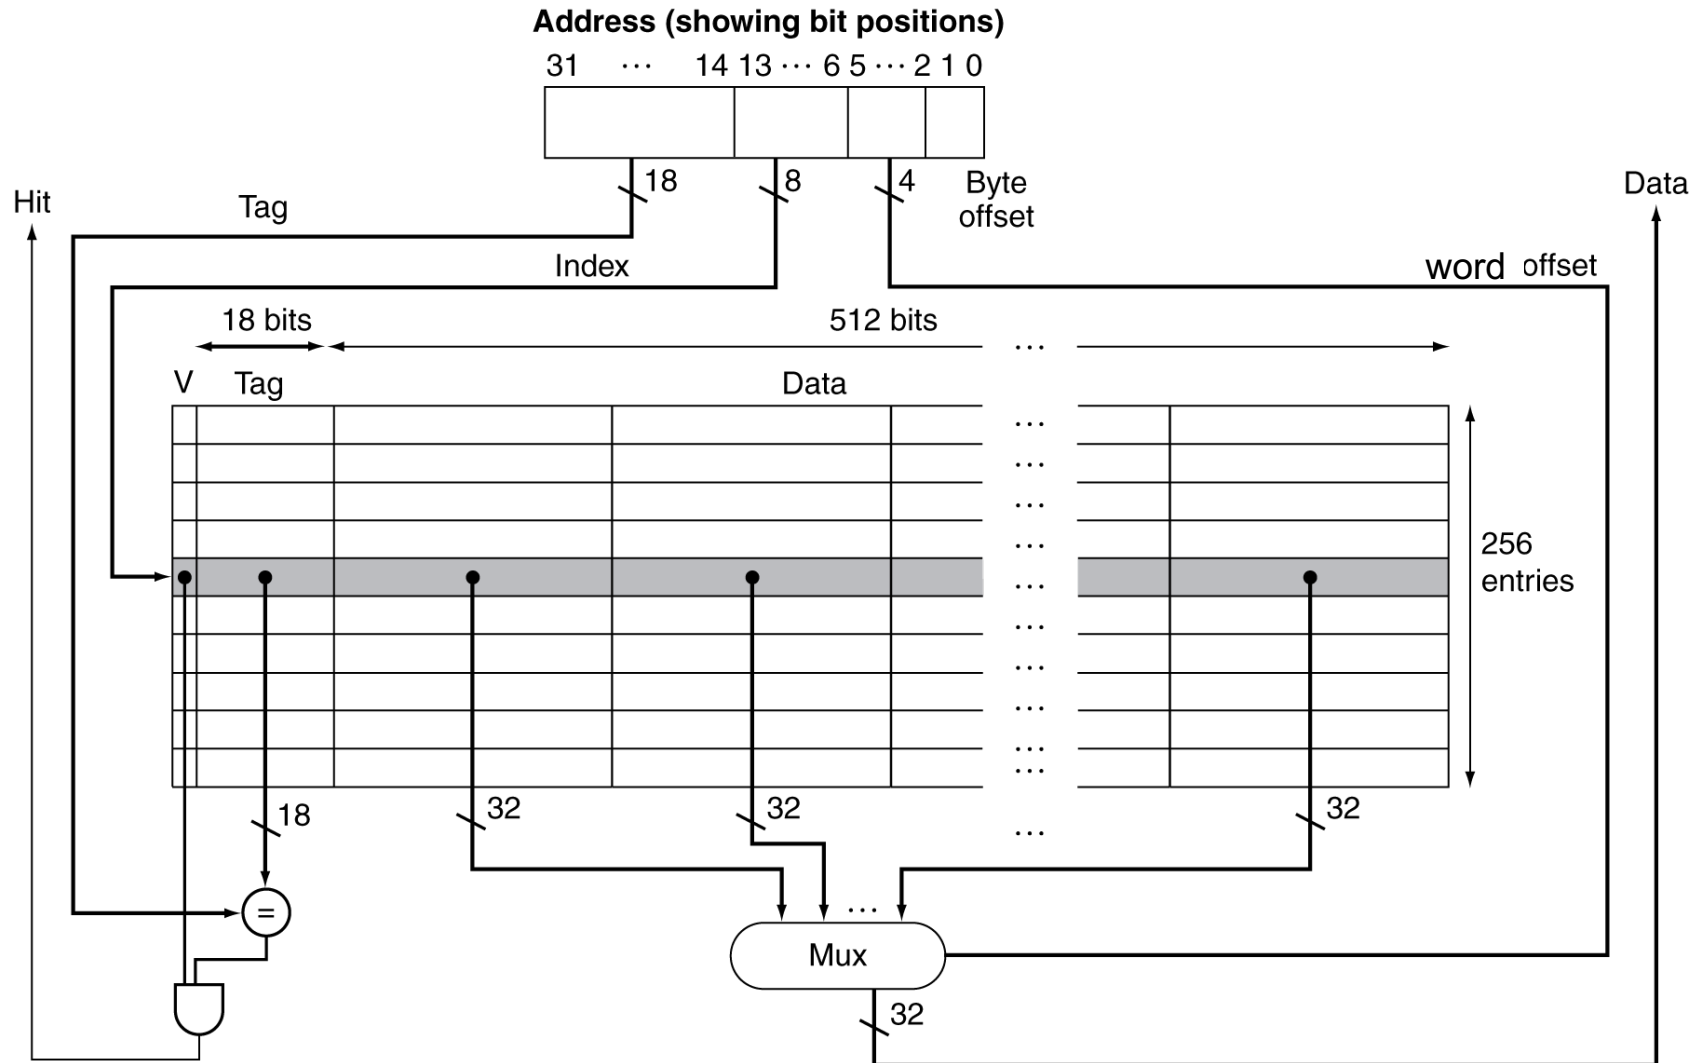 Address (showing bit positions)
31 ... 14 13 ... 6 5 ... 2 1 0
18
8
4
Byte
offset
Hit
Tag
Data
Index
word offset
18 bits
512 bits
...
V
Tag
Data
...
...
...
...
...
...
...
...
...
...
256
entries
18
32
32
...
32
=
...
Mux
32